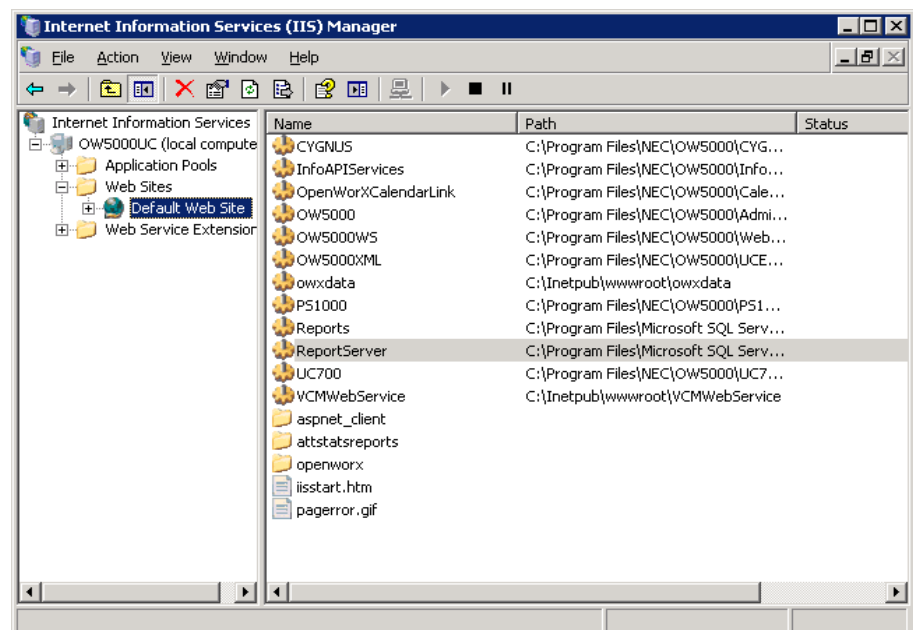 Internet Information Services (IIS) Manager
File Action View Window Help
Internet Information Services
OW5000UC (local compute
Application Pools
Web Sites
Default Web Site
Web Service Extension
Name Path Status
CYGNUS C:\Program Files\NEC\OW5000\CYG...
InfoAPIServices C:\Program Files\NEC\OW5000\Info...
OpenWorXCalendarLink C:\Program Files\NEC\OW5000\Cale...
OW5000 C:\Program Files\NEC\OW5000\Admi...
OW5000WS C:\Program Files\NEC\OW5000\Web...
OW5000XML C:\Program Files\NEC\OW5000\UCE...
owxdata C:\Inetpub\wwwroot\owxdata
PS1000 C:\Program Files\NEC\OW5000\PS1...
Reports C:\Program Files\Microsoft SQL Serv...
ReportServer C:\Program Files\Microsoft SQL Serv...
UC700 C:\Program Files\NEC\OW5000\UC7...
VCMWebService C:\Inetpub\wwwroot\VCMWebService
aspnet_client
attstatsreports
openworx
iisstart.htm
pagerror.gif